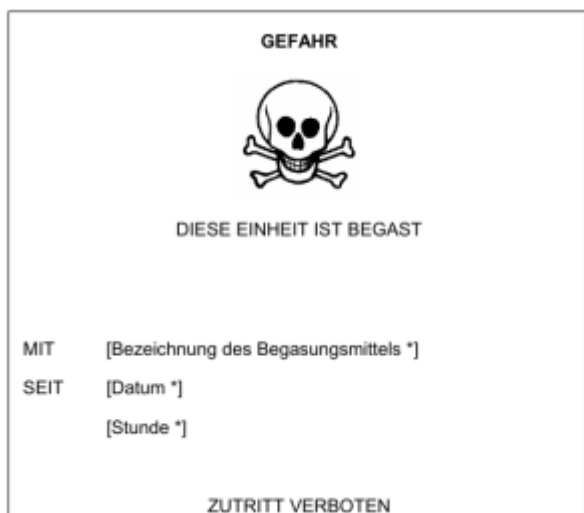 GEFAHR
DIESE EINHEIT IST BEGAST
MIT [Bezeichnung des Begasungsmittels *]
SEIT [Datum *]
[Stunde *]
ZUTRITT VERBOTEN